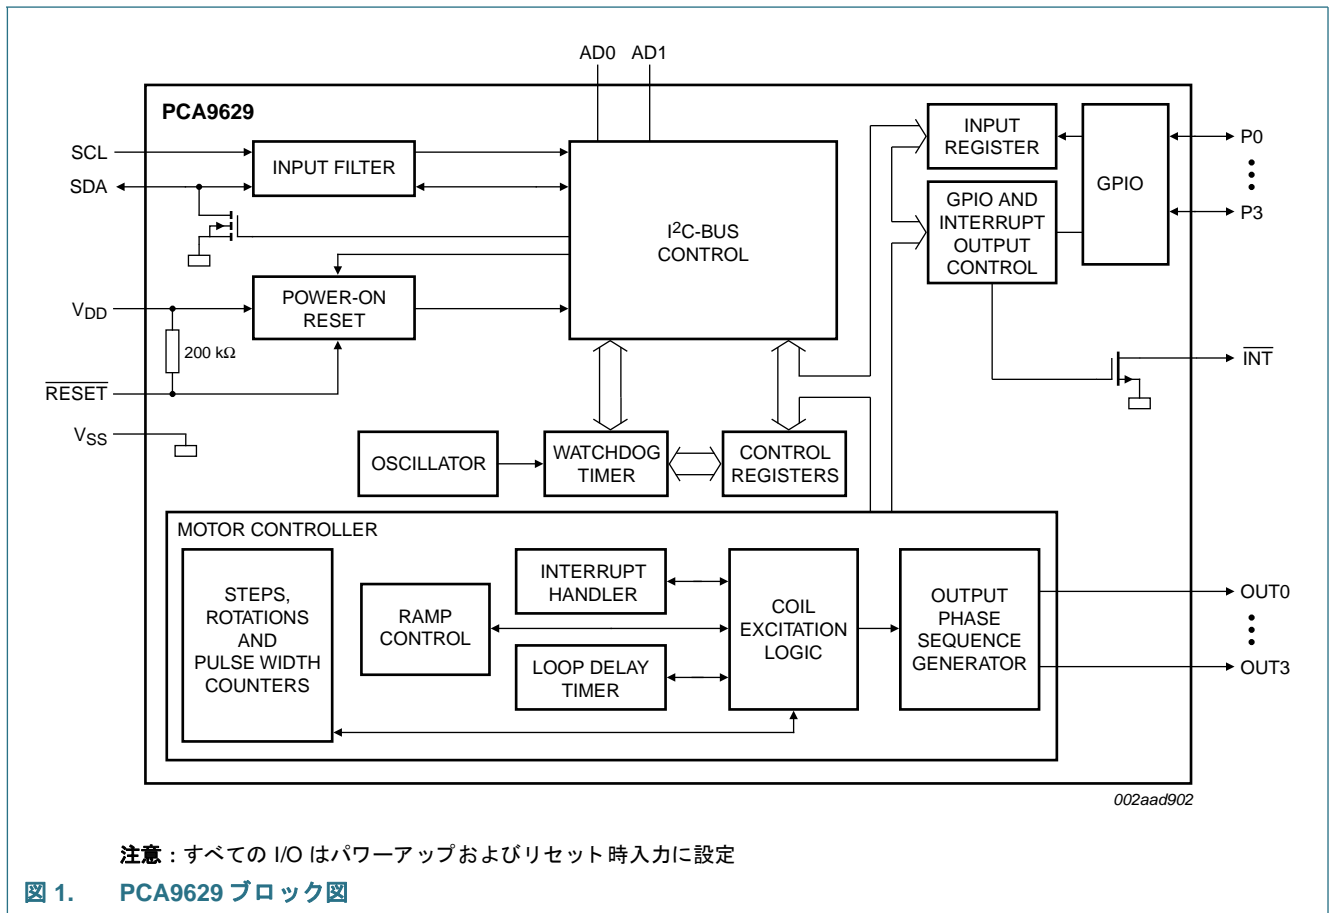 AD0 AD1
PCA9629
SCL
SDA
INPUT FILTER
I²C-BUS
CONTROL
INPUT
REGISTER
GPIO
P0
P3
GPIO AND
INTERRUPT
OUTPUT
CONTROL
VDD
POWER-ON
RESET
200 kΩ
RESET
INT
VSS
OSCILLATOR
WATCHDOG
TIMER
CONTROL
REGISTERS
MOTOR CONTROLLER
STEPS,
ROTATIONS
AND
PULSE WIDTH
COUNTERS
RAMP
CONTROL
INTERRUPT
HANDLER
LOOP DELAY
TIMER
COIL
EXCITATION
LOGIC
OUTPUT
PHASE
SEQUENCE
GENERATOR
OUT0
OUT3
002aad902
注意：すべての I/O はパワーアップおよびリセット時入力に設定
図 1. PCA9629 ブロック図